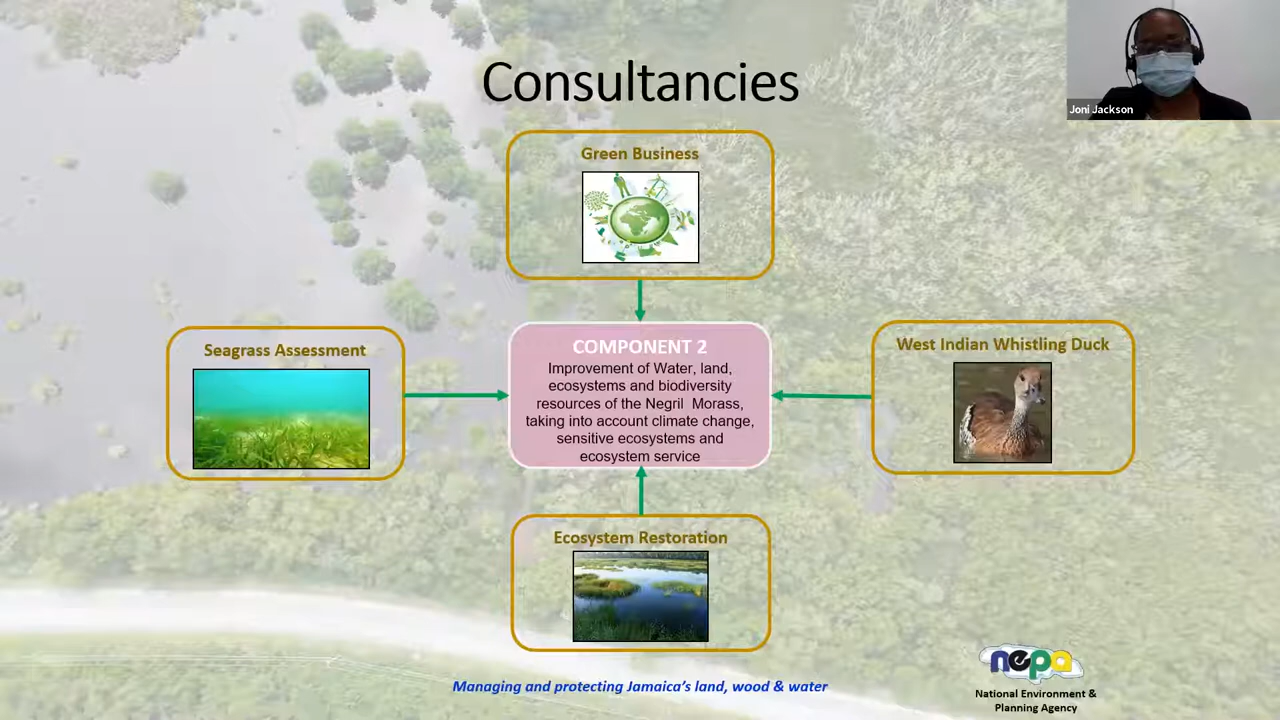 Consultancies
Joni Jackson
Green Business
Seagrass Assessment
COMPONENT 2
Improvement of Water, land,
ecosystems and biodiversity
resources of the Negril Morass,
taking into account climate change,
sensitive ecosystems and
ecosystem service
West Indian Whistling Duck
Ecosystem Restoration
Managing and protecting Jamaica's land, wood & water
nepa
National Environment &
Planning Agency